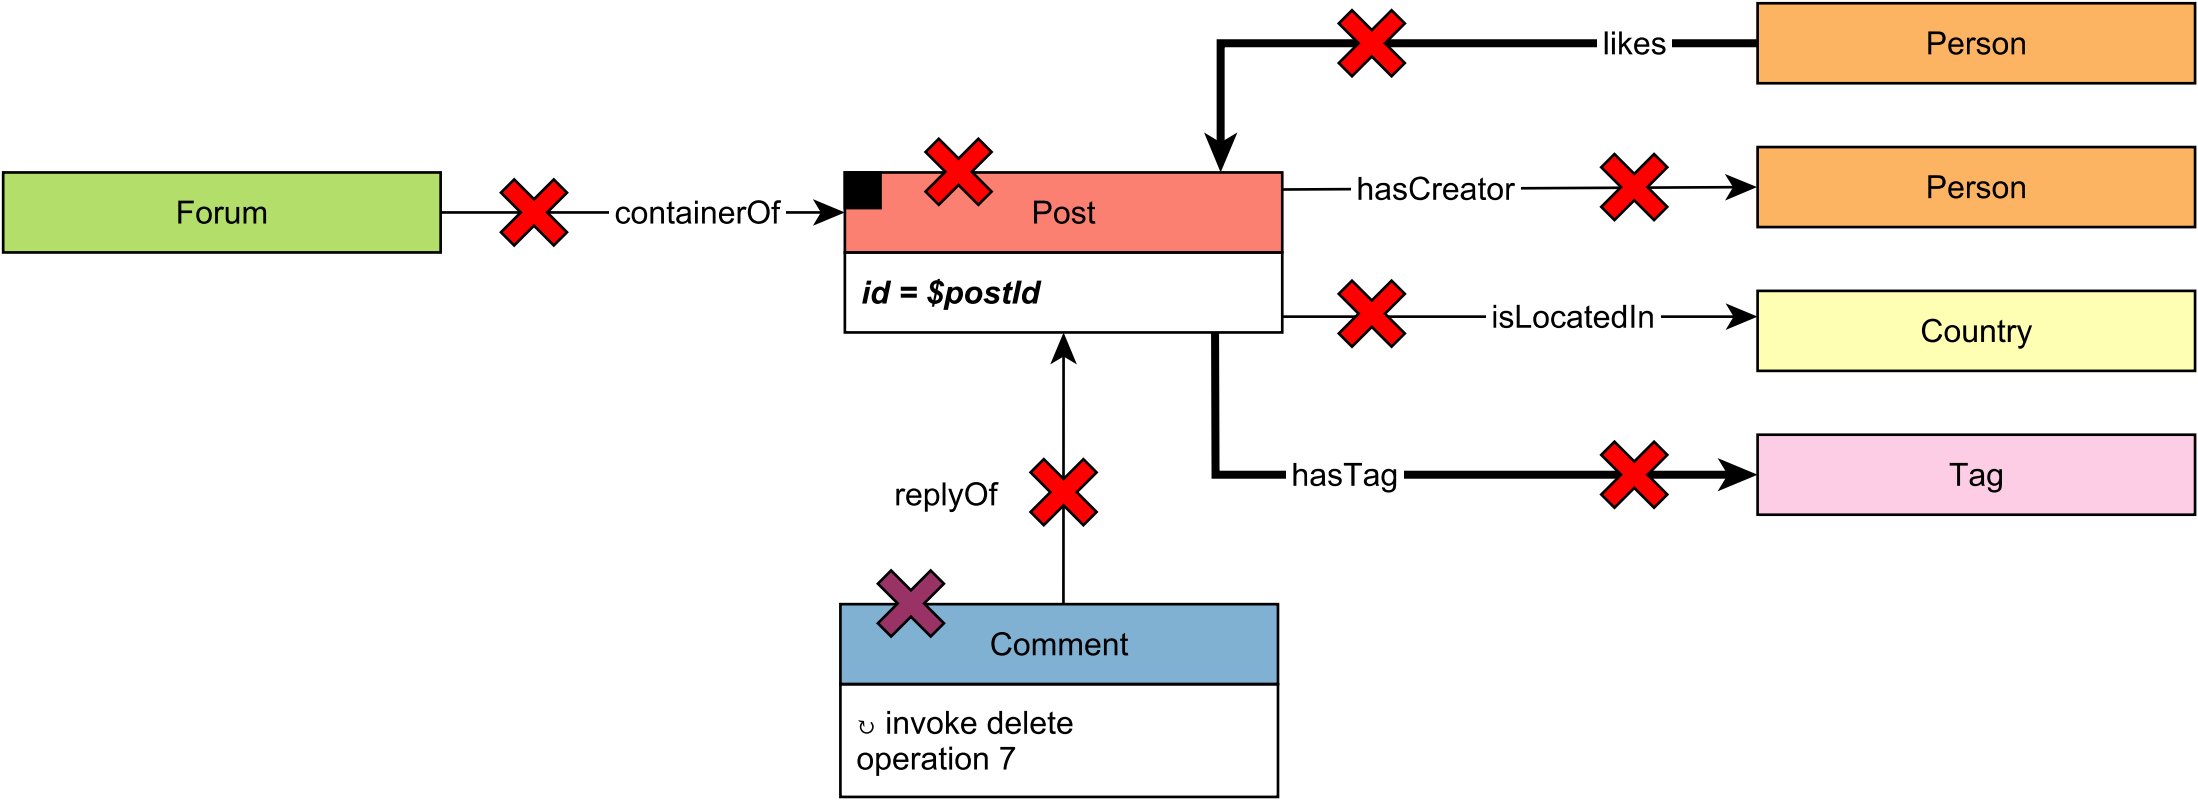 likes
Person
Forum
containerOf
Post
hasCreator
Person
id = $postId
isLocatedIn
Country
replyOf
hasTag
Tag
Comment
↻ invoke delete
operation 7